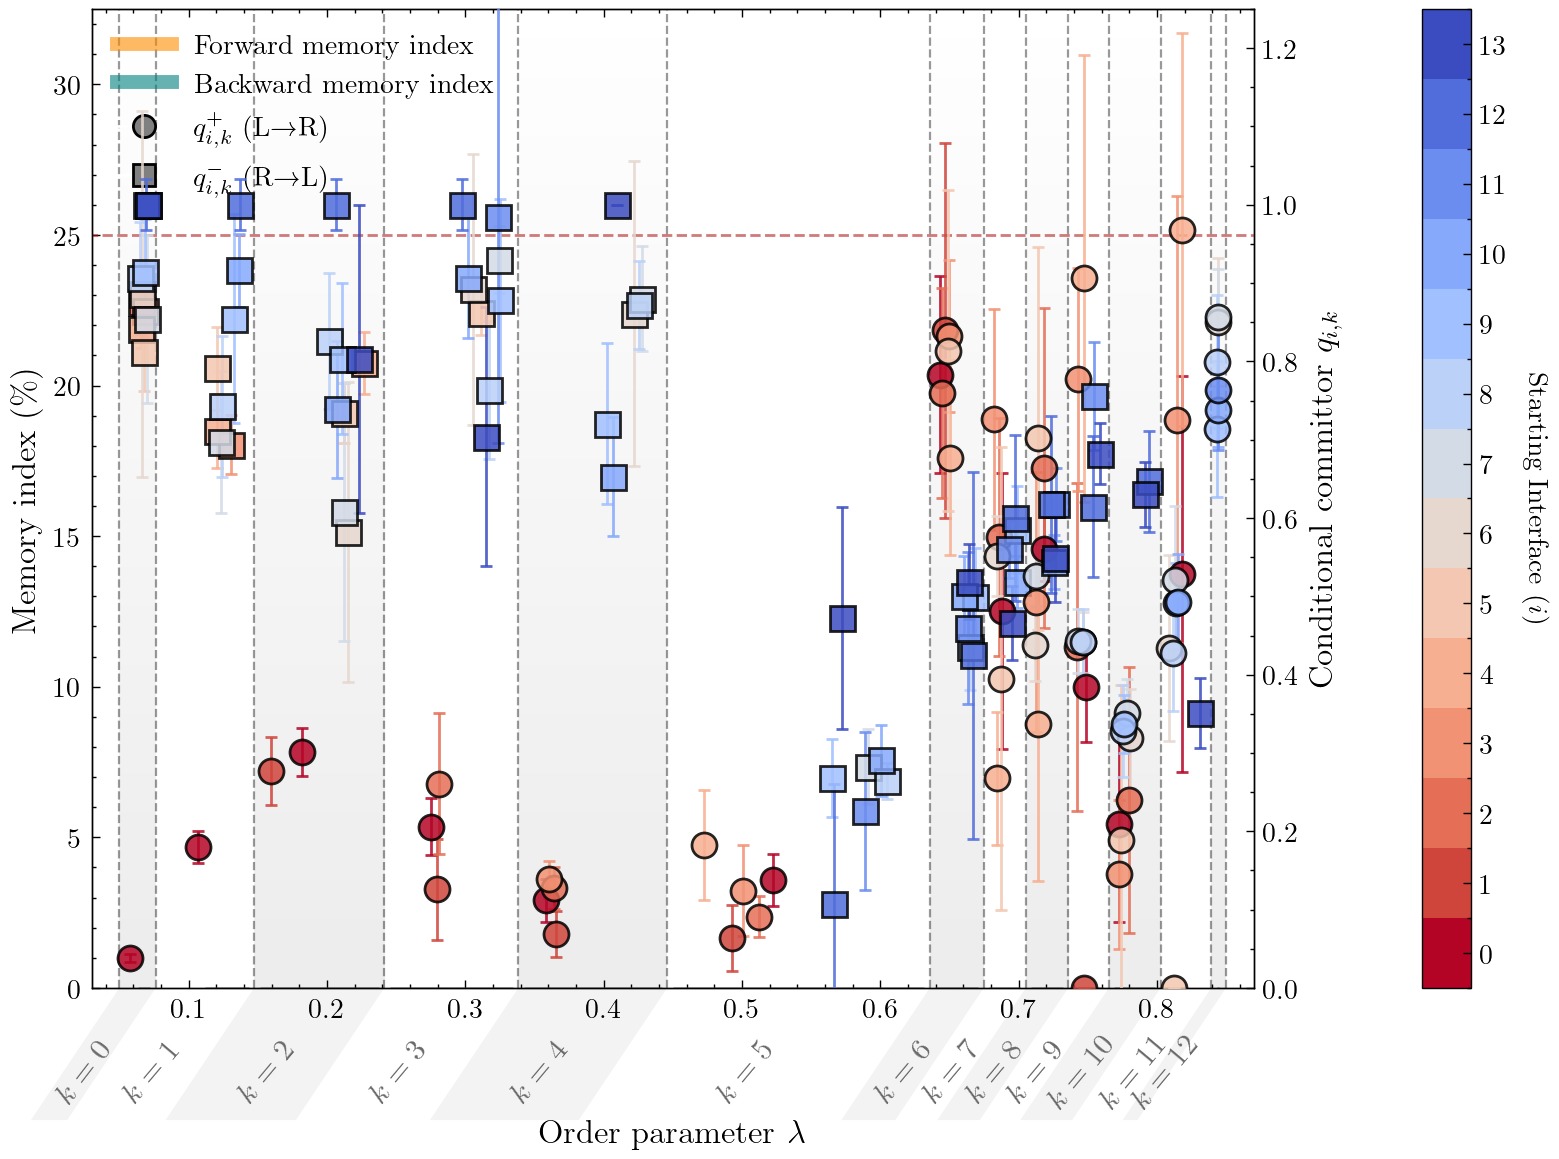 Forward memory index
Backward memory index
q⁺ᵢ,ₖ (L→R)
q⁻ᵢ,ₖ (R→L)
Memory index (%)
30
25
20
15
10
5
0
Conditional committor qᵢ,ₖ
1.2
1.0
0.8
0.6
0.4
0.2
0.0
0.1
0.2
0.3
0.4
0.5
0.6
0.7
0.8
k = 0
k = 1
k = 2
k = 3
k = 4
k = 5
k = 6
k = 7
k = 8
k = 9
k = 10
k = 11
k = 12
Order parameter λ
13
12
11
10
9
8
7
6
5
4
3
2
1
0
Starting Interface (i)